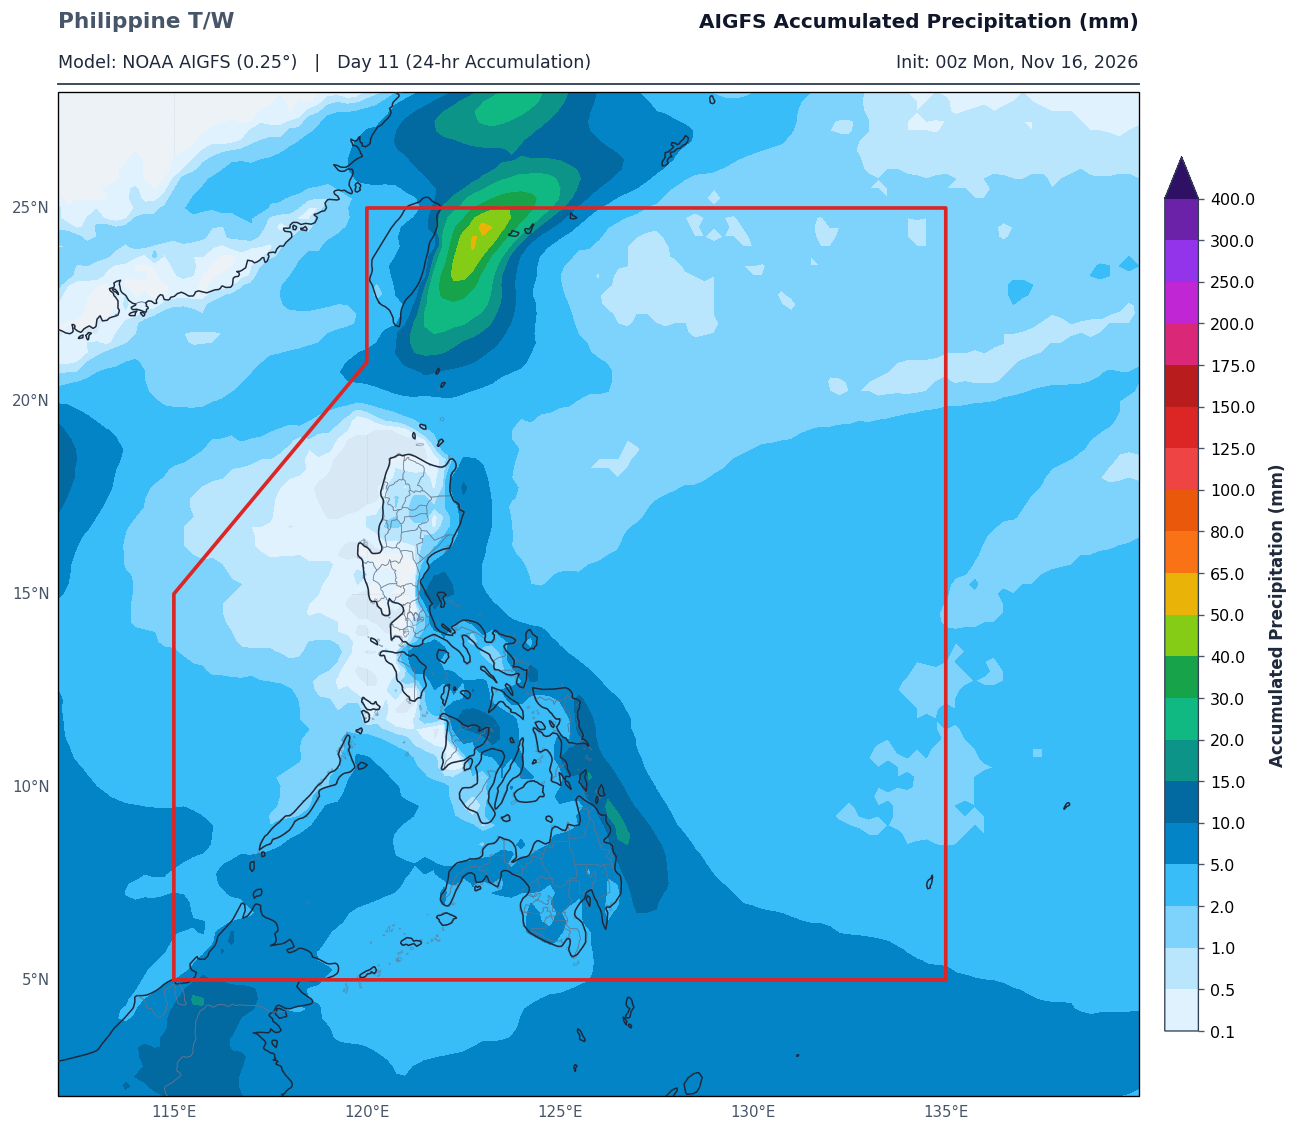 Philippine T/W
AIGFS Accumulated Precipitation (mm)
Model: NOAA AIGFS (0.25°)   |   Day 11 (24-hr Accumulation)
Init: 00z Mon, Nov 16, 2026
25°N
20°N
15°N
10°N
5°N
115°E
120°E
125°E
130°E
135°E
400.0
300.0
250.0
200.0
175.0
150.0
125.0
100.0
80.0
65.0
50.0
40.0
30.0
20.0
15.0
10.0
5.0
2.0
1.0
0.5
0.1
Accumulated Precipitation (mm)